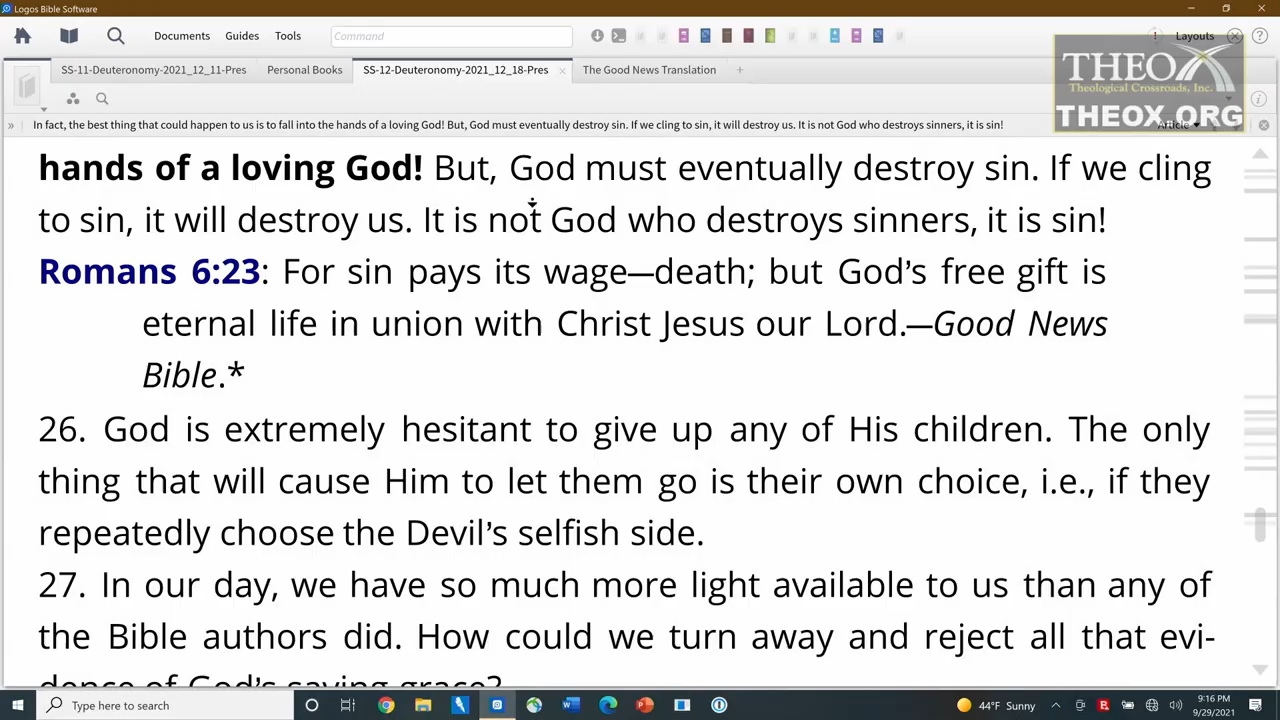 Logos Bible Software
Documents Guides Tools Command Layouts
SS-11-Deuteronomy-2021_12_11-Pres Personal Books SS-12-Deuteronomy-2021_12_18-Pres The Good News Translation
THEOX
Theological Crossroads, Inc.
THEOX.ORG
In fact, the best thing that could happen to us is to fall into the hands of a loving God! But, God must eventually destroy sin. If we cling to sin, it will destroy us. It is not God who destroys sinners, it is sin! Article
hands of a loving God! But, God must eventually destroy sin. If we cling
to sin, it will destroy us. It is not God who destroys sinners, it is sin!
Romans 6:23: For sin pays its wage—death; but God’s free gift is
eternal life in union with Christ Jesus our Lord.—Good News
Bible.*
26. God is extremely hesitant to give up any of His children. The only
thing that will cause Him to let them go is their own choice, i.e., if they
repeatedly choose the Devil’s selfish side.
27. In our day, we have so much more light available to us than any of
the Bible authors did. How could we turn away and reject all that evi-
dence of God’s saving grace?
Type here to search
44°F Sunny
9:16 PM
9/29/2021